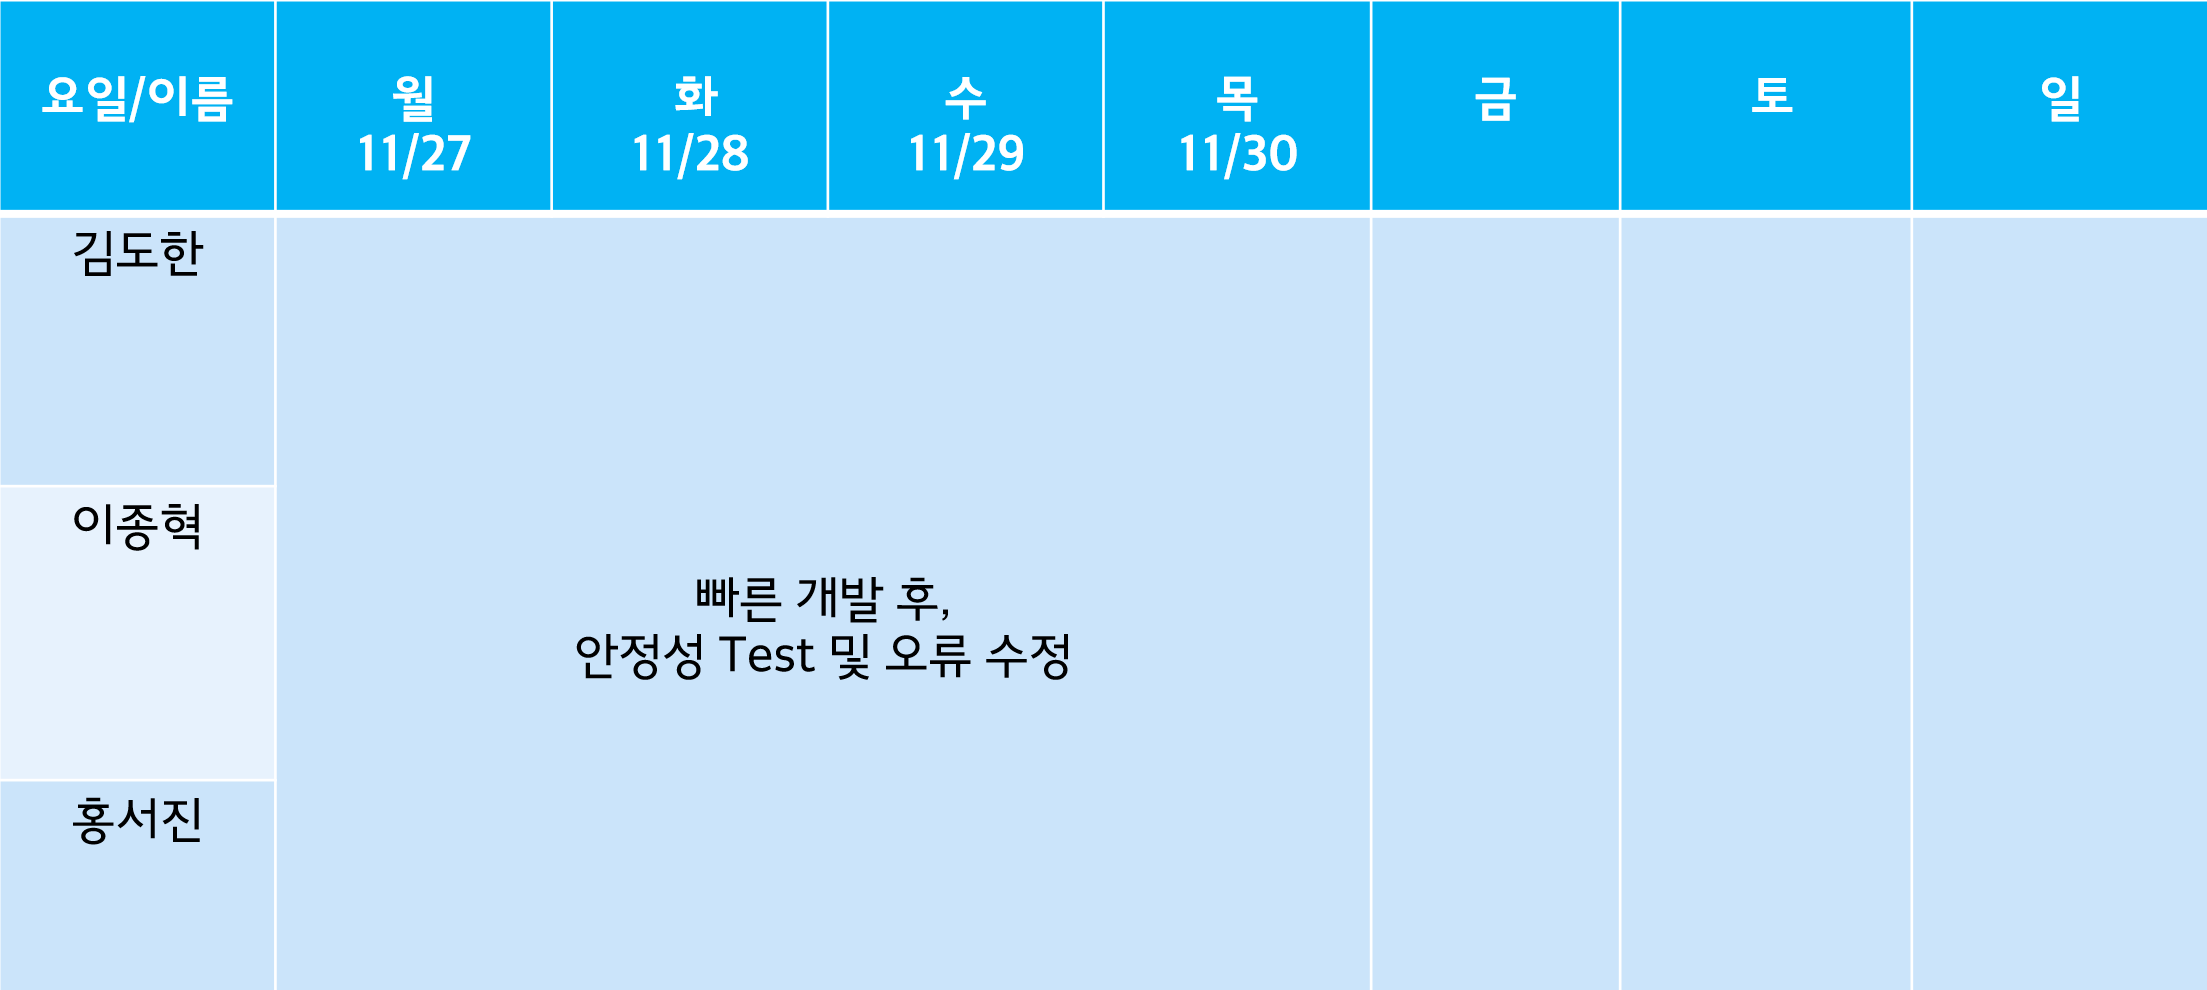 요일/이름
월
11/27
화
11/28
수
11/29
목
11/30
금
토
일
김도한
이종혁
홍서진
빠른 개발 후,
안정성 Test 및 오류 수정